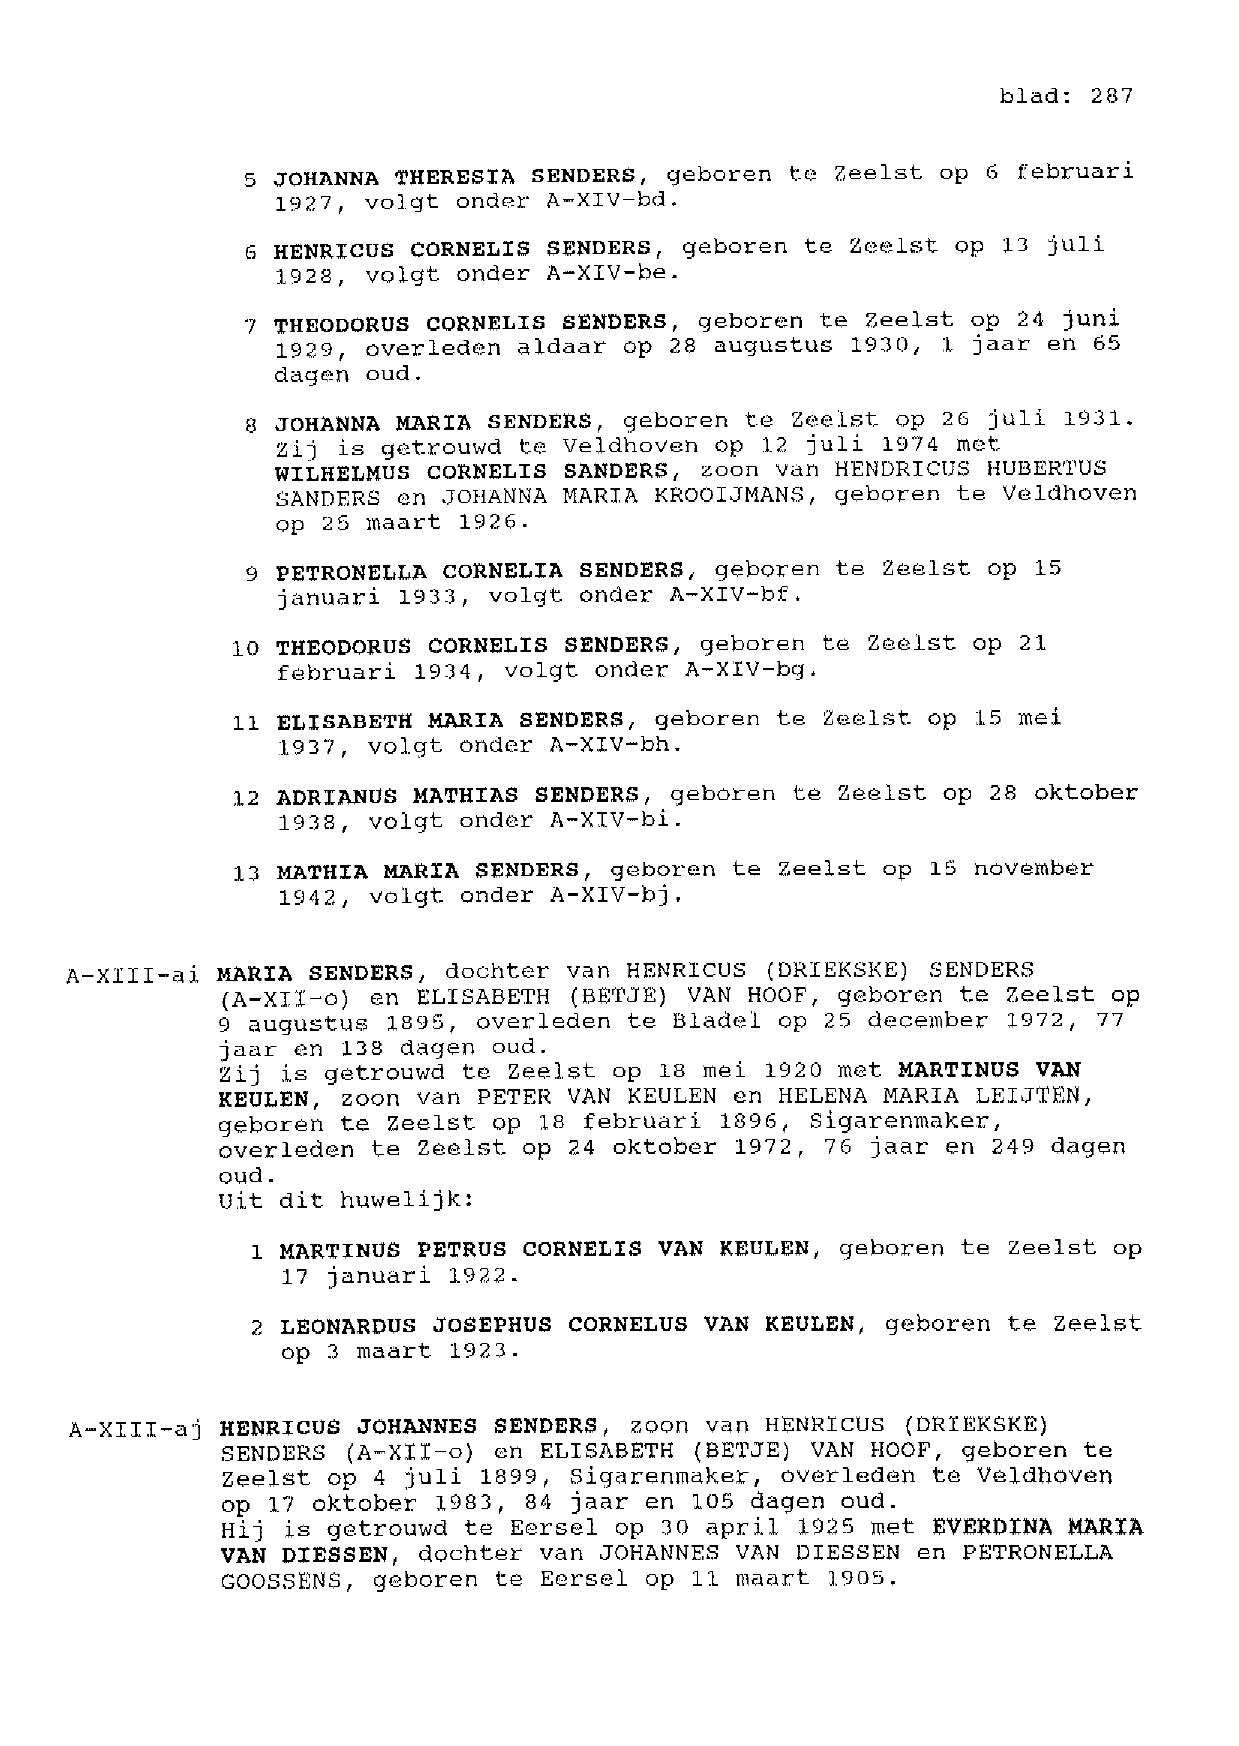 blad: 287
5 JOHANNA THERESIA SENDERS, geboren te Zeelst op 6 februari
1927, volgt onder A-XIV-bd.
6 HENRICUS CORNELIS SENDERS, geboren te Zeelst op 13 juli
1928, volgt onder A-XIV-be.
7 THEODORUS CORNELIS SENDERS, geboren te Zeelst op 24 juni
1929, overleden aldaar op 28 augustus 1930, 1 jaar en 65
dagen oud.
8 JOHANNA MARIA SENDERS, geboren te Zeelst op 26 juli 1931.
Zij is getrouwd te Veldhoven op 12 juli 1974 met
WILHELMUS CORNELIS SANDERS, zoon van HENDRICUS HUBERTUS
SANDERS en JOHANNA MARIA KROOIJMANS, geboren te Veldhoven
op 25 maart 1926.
9 PETRONELLA CORNELIA SENDERS, geboren te Zeelst op 15
januari 1933, volgt onder A-XIV-bf.
10 THEODORUS CORNELIS SENDERS, geboren te Zeelst op 21
februari 1934, volgt onder A-XIV-bg.
11 ELISABETH MARIA SENDERS, geboren te Zeelst op 15 mei
1937, volgt onder A-XIV-bh.
12 ADRIANUS MATHIAS SENDERS, geboren te Zeelst op 28 oktober
1938, volgt onder A-XIV-bi.
13 MATHIA MARIA SENDERS, geboren te Zeelst op 15 november
1942, volgt onder A-XIV-bj.
A-XIII-ai MARIA SENDERS, dochter van HENRICUS (DRIEKSKE) SENDERS
(A-XII-o) en ELISABETH (BETJE) VAN HOOF, geboren te Zeelst op
9 augustus 1895, overleden te Bladel op 25 december 1972, 77
jaar en 138 dagen oud.
Zij is getrouwd te Zeelst op 18 mei 1920 met MARTINUS VAN
KEULEN, zoon van PETER VAN KEULEN en HELENA MARIA LEIJTEN,
geboren te Zeelst op 18 februari 1896, Sigarenmaker,
overleden te Zeelst op 24 oktober 1972, 76 jaar en 249 dagen
oud.
Uit dit huwelijk:
1 MARTINUS PETRUS CORNELIS VAN KEULEN, geboren te Zeelst op
17 januari 1922.
2 LEONARDUS JOSEPHUS CORNELUS VAN KEULEN, geboren te Zeelst
op 3 maart 1923.
A-XIII-aj HENRICUS JOHANNES SENDERS, zoon van HENRICUS (DRIEKSKE)
SENDERS (A-XII-o) en ELISABETH (BETJE) VAN HOOF, geboren te
Zeelst op 4 juli 1899, Sigarenmaker, overleden te Veldhoven
op 17 oktober 1983, 84 jaar en 105 dagen oud.
Hij is getrouwd te Eersel op 30 april 1925 met EVERDINA MARIA
VAN DIESSEN, dochter van JOHANNES VAN DIESSEN en PETRONELLA
GOOSSENS, geboren te Eersel op 11 maart 1905.